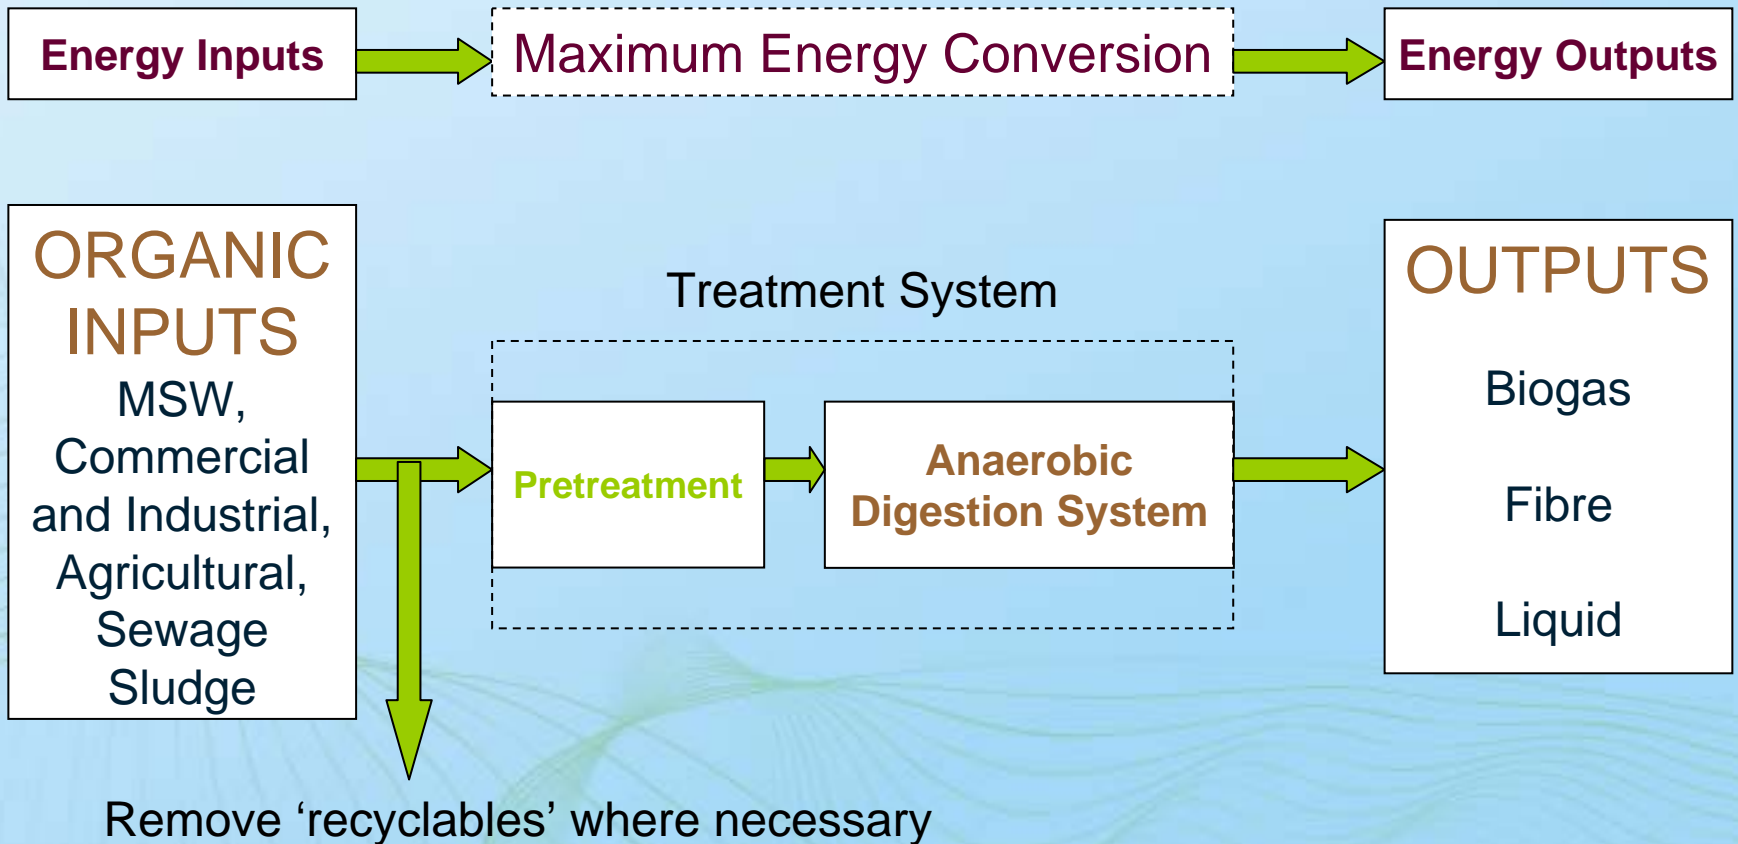 Energy Inputs
Maximum Energy Conversion
Energy Outputs
ORGANIC
INPUTS
MSW,
Commercial
and Industrial,
Agricultural,
Sewage
Sludge
Treatment System
Pretreatment
Anaerobic
Digestion System
OUTPUTS
Biogas
Fibre
Liquid
Remove ‘recyclables’ where necessary